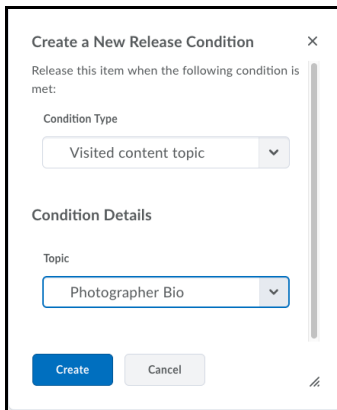 Create a New Release Condition
Release this item when the following condition is
met:
Condition Type
Visited content topic
Condition Details
Topic
Photographer Bio
Create
Cancel